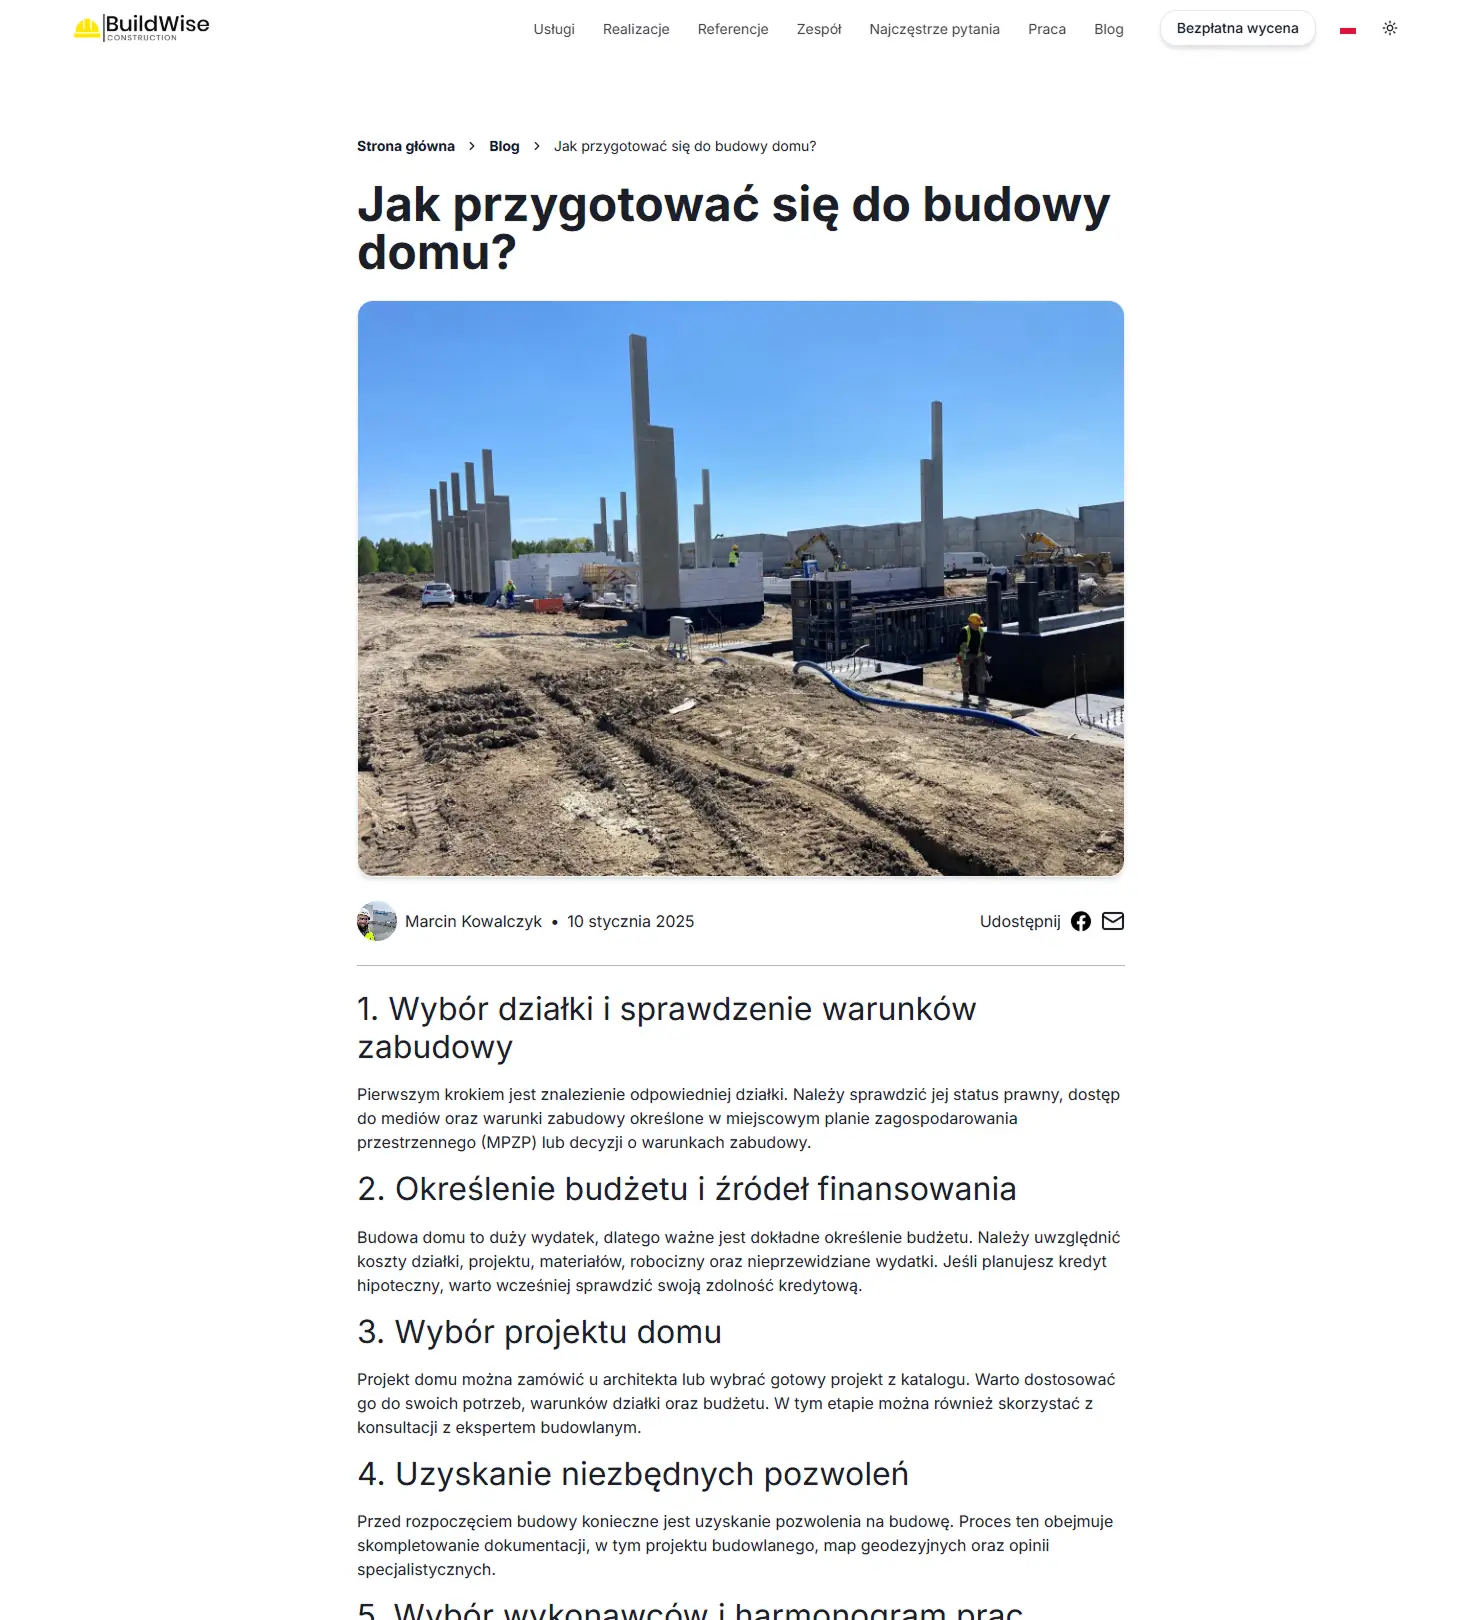 BuildWise
CONSTRUCTION
Usługi Realizacje Referencje Zespół Najczęstrze pytania Praca Blog Bezpłatna wycena
Strona główna > Blog > Jak przygotować się do budowy domu?
Jak przygotować się do budowy
domu?
Marcin Kowalczyk • 10 stycznia 2025 Udostępnij
1. Wybór działki i sprawdzenie warunków
zabudowy
Pierwszym krokiem jest znalezienie odpowiedniej działki. Należy sprawdzić jej status prawny, dostęp
do mediów oraz warunki zabudowy określone w miejscowym planie zagospodarowania
przestrzennego (MPZP) lub decyzji o warunkach zabudowy.
2. Określenie budżetu i źródeł finansowania
Budowa domu to duży wydatek, dlatego ważne jest dokładne określenie budżetu. Należy uwzględnić
koszty działki, projektu, materiałów, robocizny oraz nieprzewidziane wydatki. Jeśli planujesz kredyt
hipoteczny, warto wcześniej sprawdzić swoją zdolność kredytową.
3. Wybór projektu domu
Projekt domu można zamówić u architekta lub wybrać gotowy projekt z katalogu. Warto dostosować
go do swoich potrzeb, warunków działki oraz budżetu. W tym etapie można również skorzystać z
konsultacji z ekspertem budowlanym.
4. Uzyskanie niezbędnych pozwoleń
Przed rozpoczęciem budowy konieczne jest uzyskanie pozwolenia na budowę. Proces ten obejmuje
skompletowanie dokumentacji, w tym projektu budowlanego, map geodezyjnych oraz opinii
specjalistycznych.
5. Wybór wykonawców i harmonogram prac